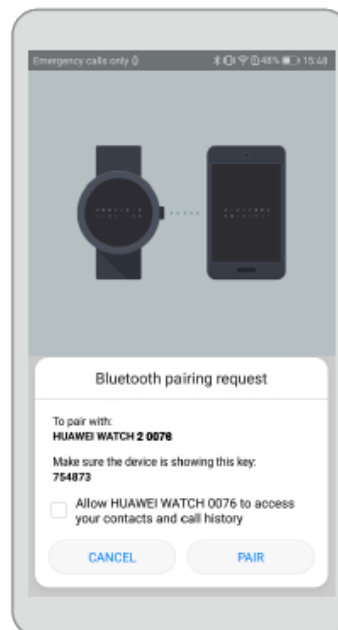 Emergency calls only
48% 15:48
Bluetooth pairing request
To pair with:
HUAWEI WATCH 2 0076
Make sure the device is showing this key:
754873
Allow HUAWEI WATCH 0076 to access
your contacts and call history
CANCEL PAIR